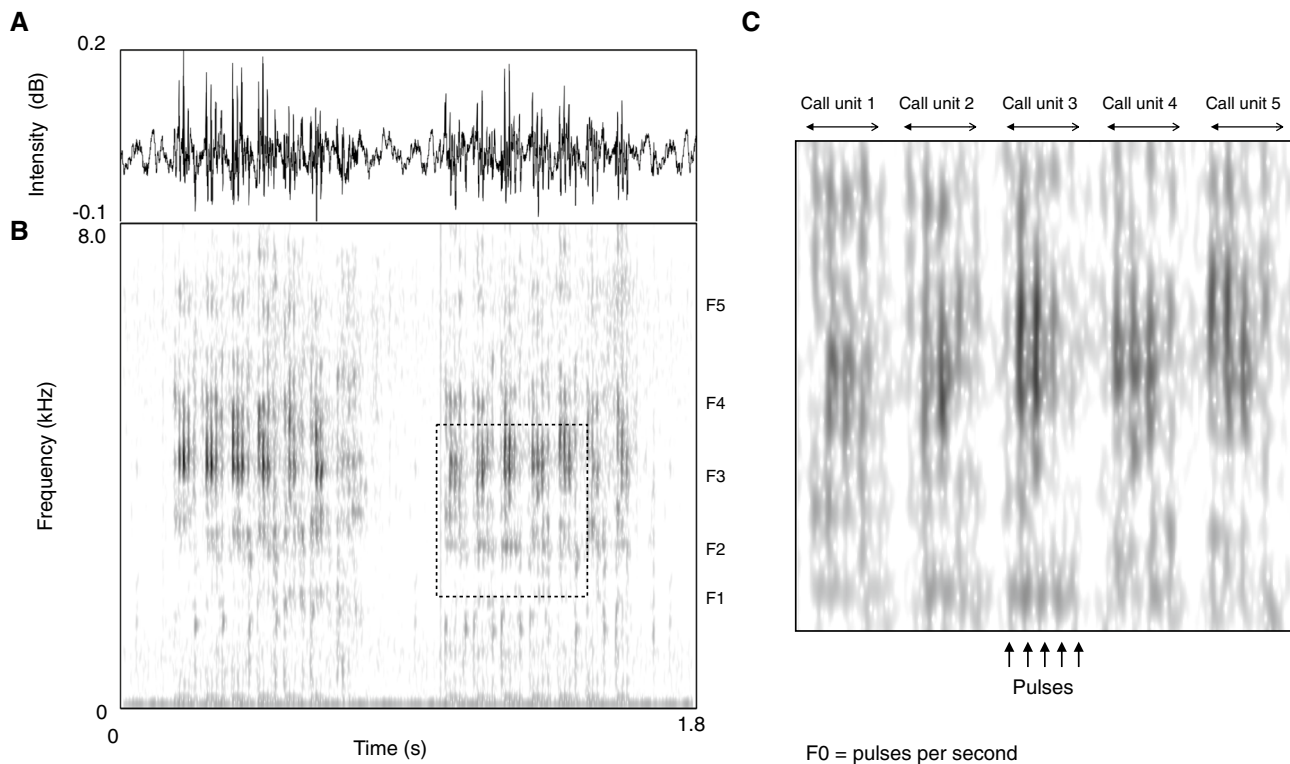 A
0.2
Intensity (dB)
-0.1
B
8.0
Frequency (kHz)
F5
F4
F3
F2
F1
0
0
1.8
Time (s)
C
Call unit 1 Call unit 2 Call unit 3 Call unit 4 Call unit 5
Pulses
F0 = pulses per second